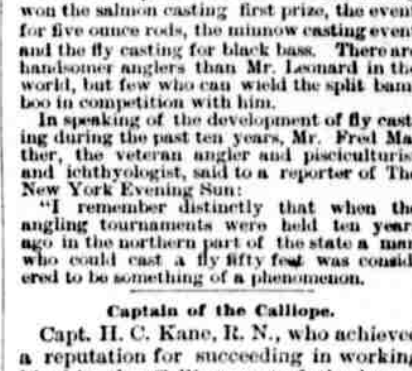 won the salmon casting first prize, the even
for five ounce rods, the minnow casting even
and the fly casting for black bass. There ar
handsomer anglers than Mr. Leonard in th
world, but few who can wield the split bam
boo in competition with him.
In speaking of the development of fly cast
ing during the past ten years, Mr. Fred Ma
ther, the veteran angler and pisciculturis
and ichthyologist, said to a reporter of Th
New York Evening Sun:
"I remember distinctly that when th
angling tournaments were held ten year
ago in the northern part of the state a man
who could cast a fly fifty feet was consid
ered to be something of a phenomenon.
Captain of the Calliope.
Capt. H. C. Kane, R. N., who achieve
a reputation for succeeding in working